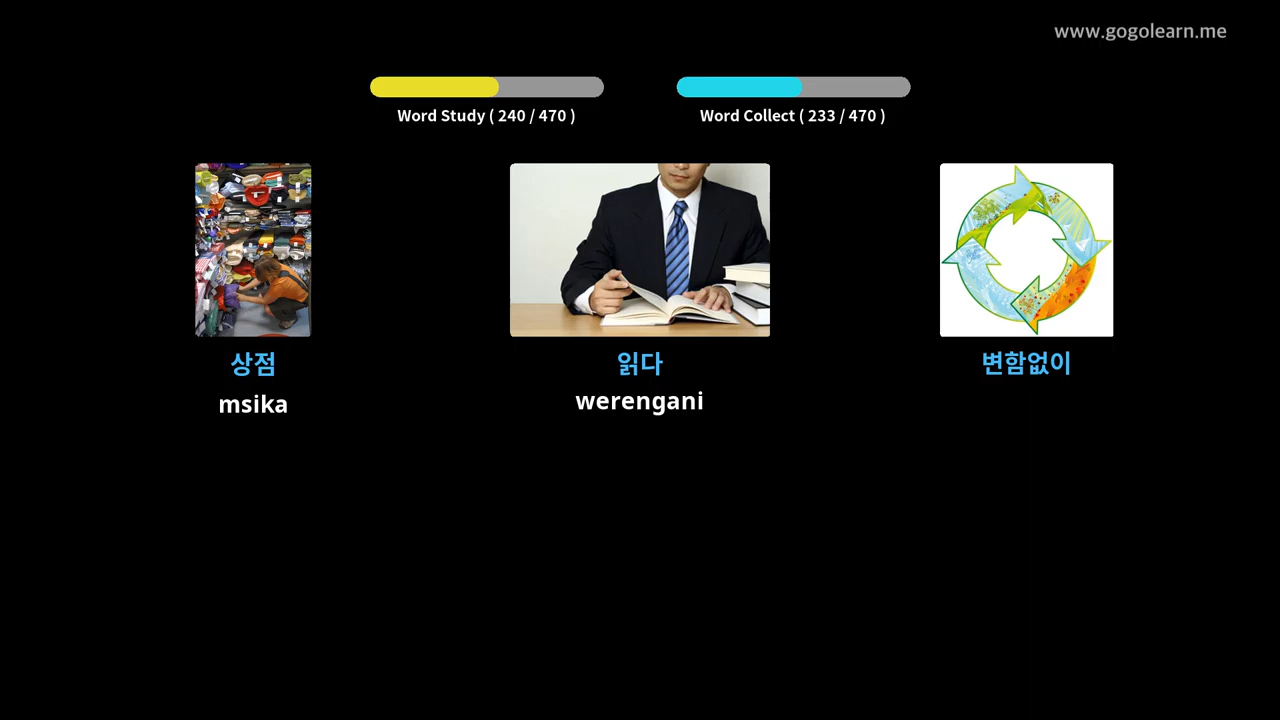 www.gogolearn.me
Word Study ( 240 / 470 )
Word Collect ( 233 / 470 )
상점
msika
읽다
werengani
변함없이